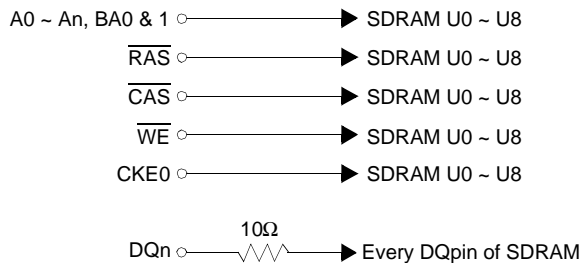 A0 ~ An, BA0 & 1 SDRAM U0 ~ U8
RAS SDRAM U0 ~ U8
CAS SDRAM U0 ~ U8
WE SDRAM U0 ~ U8
CKE0 SDRAM U0 ~ U8
10Ω
DQn Every DQpin of SDRAM